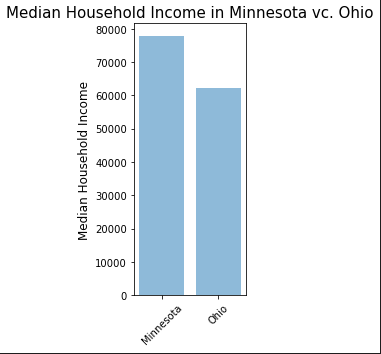 Median Household Income in Minnesota vc. Ohio
Median Household Income
80000
70000
60000
50000
40000
30000
20000
10000
0
Minnesota
Ohio